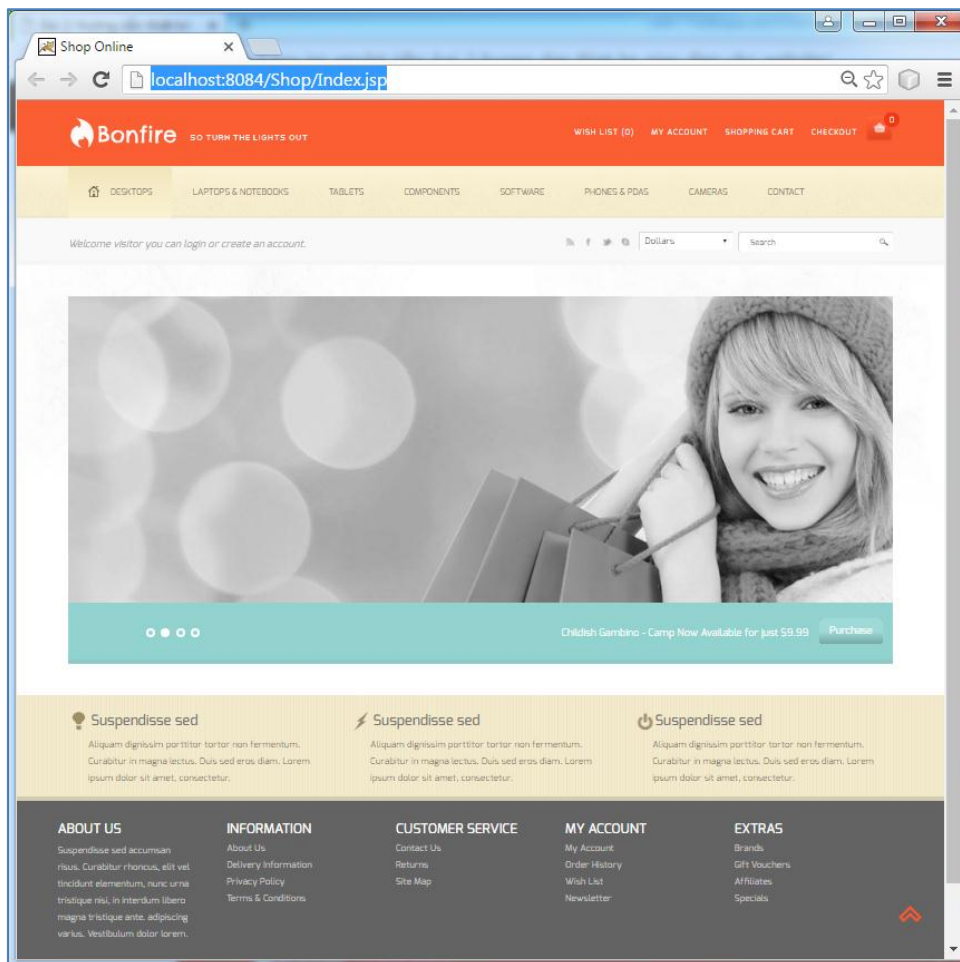 Shop Online
localhost:8084/Shop/Index.jsp
Bonfire SO TURN THE LIGHTS OUT
WISH LIST (0) MY ACCOUNT SHOPPING CART CHECKOUT 0
DESKTOPS LAPTOPS & NOTEBOOKS TABLETS COMPONENTS SOFTWARE PHONES & PDAS CAMERAS CONTACT
Welcome visitor you can login or create an account.
Dollars Search
Childish Gambino - Camp Now Available for just $9.99 Purchase
Suspendisse sed
Aliquam dignissim porttitor tortor non fermentum.
Curabitur in magna lectus. Duis sed eros diam. Lorem
ipsum dolor sit amet, consectetur.
Suspendisse sed
Aliquam dignissim porttitor tortor non fermentum.
Curabitur in magna lectus. Duis sed eros diam. Lorem
ipsum dolor sit amet, consectetur.
Suspendisse sed
Aliquam dignissim porttitor tortor non fermentum.
Curabitur in magna lectus. Duis sed eros diam. Lorem
ipsum dolor sit amet, consectetur.
ABOUT US
Suspendisse sed accumsan
risus. Curabitur rhoncus, elit vel
tincidunt elementum, nunc urna
tristique nisi, in interdum libero
magna tristique ante. adipiscing
varius. Vestibulum dolor lorem.
INFORMATION
About Us
Delivery Information
Privacy Policy
Terms & Conditions
CUSTOMER SERVICE
Contact Us
Returns
Site Map
MY ACCOUNT
My Account
Order History
Wish List
Newsletter
EXTRAS
Brands
Gift Vouchers
Affiliates
Specials